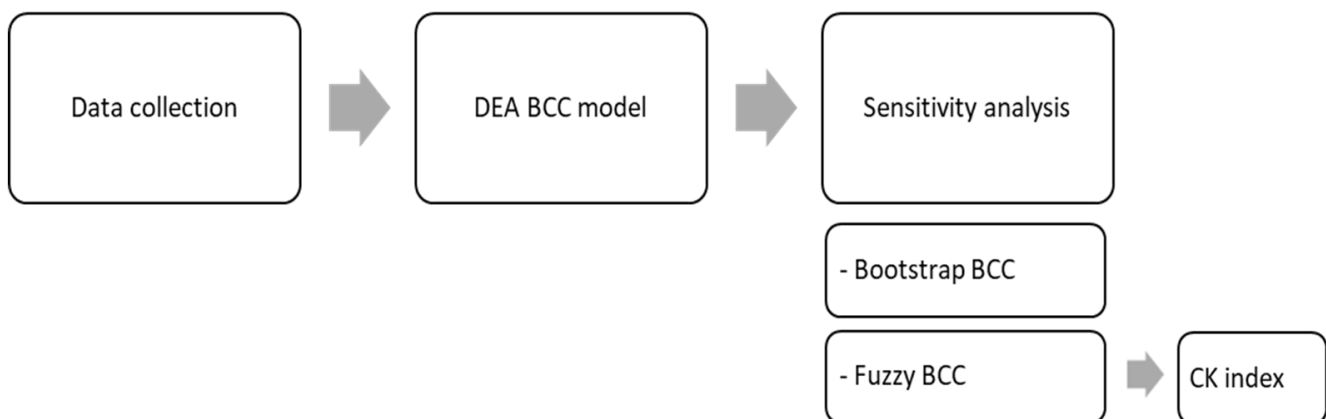 Data collection
DEA BCC model
Sensitivity analysis
- Bootstrap BCC
- Fuzzy BCC
CK index